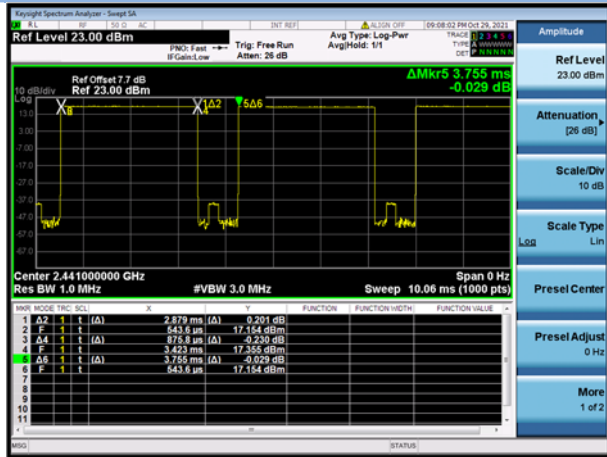 Keysight Spectrum Analyzer - Swept SA
RL RF 50 Ω AC INT REF ALIGN OFF 09:08:02 PM Oct 29, 2021
Ref Level 23.00 dBm
PNO: Fast
IFGain:Low
Trig: Free Run
Atten: 26 dB
Avg Type: Log-Pwr
Avg|Hold: 1/1
TRACE 1 2 3 4 5 6
TYPE A WWWWW
DET P NNNNN
Amplitude
Ref Level
23.00 dBm
Attenuation
[26 dB]
Scale/Div
10 dB
Scale Type
Log Lin
Presel Center
Presel Adjust
0 Hz
More
1 of 2
10 dB/div
Log
Ref Offset 7.7 dB
Ref 23.00 dBm
ΔMkr5 3.755 ms
-0.029 dB
1Δ2
5Δ6
4
13.0
3.00
-7.00
-17.0
-27.0
-37.0
-47.0
-57.0
-67.0
Center 2.441000000 GHz Span 0 Hz
Res BW 1.0 MHz #VBW 3.0 MHz Sweep 10.06 ms (1000 pts)
MKR MODE TRC SCL X Y FUNCTION FUNCTION WIDTH FUNCTION VALUE
1 Δ2 1 t (Δ) 2.879 ms (Δ) 0.201 dB
2 F 1 t 543.6 µs 17.154 dBm
3 Δ4 1 t (Δ) 875.8 µs (Δ) -0.230 dB
4 F 1 t 3.423 ms 17.355 dBm
5 Δ6 1 t (Δ) 3.755 ms (Δ) -0.029 dB
6 F 1 t 543.6 µs 17.154 dBm
7
8
9
10
11
MSG STATUS